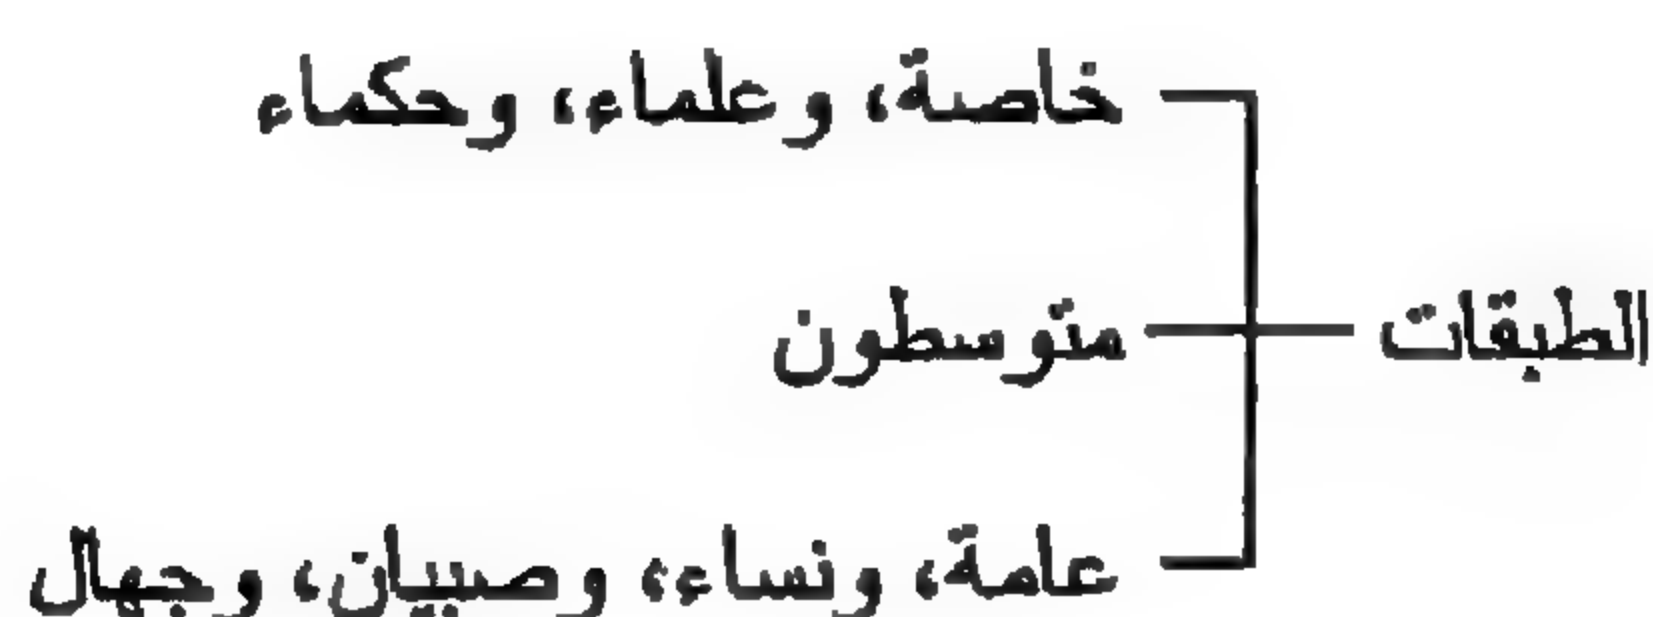 خاصة، وعلماء، وحكماء
الطبقات
متوسطون
عامة، ونساء، وصبيان، وجهال